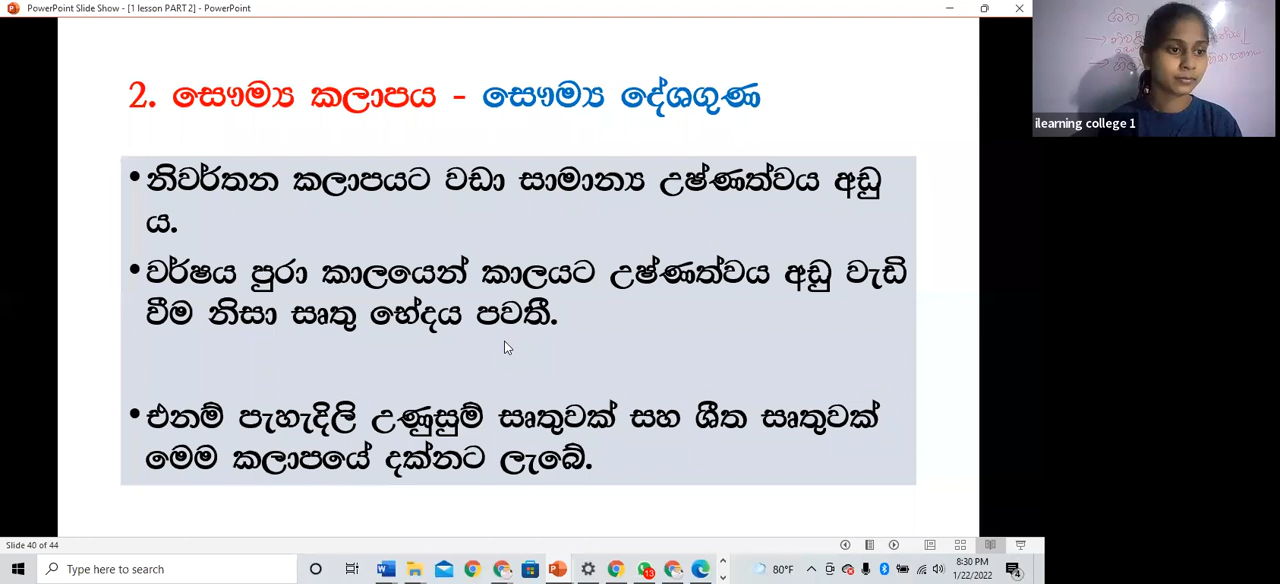 PowerPoint Slide Show - [1 lesson PART 2] - PowerPoint
2. සෞම්‍ය කලාපය - සෞම්‍ය දේශගුණ
•නිවර්තන කලාපයට වඩා සාමාන්‍ය උෂ්ණත්වය අඩු
ය.
•වර්ෂය පුරා කාලයෙන් කාලයට උෂ්ණත්වය අඩු වැඩි
වීම නිසා සෘතු භේදය පවතී.
•එනම් පැහැදිලි උණුසුම් සෘතුවක් සහ ශීත සෘතුවක්
මෙම කලාපයේ දක්නට ලැබේ.
ilearning college 1
Slide 40 of 44
Type here to search
13
80°F
8:30 PM
1/22/2022
4